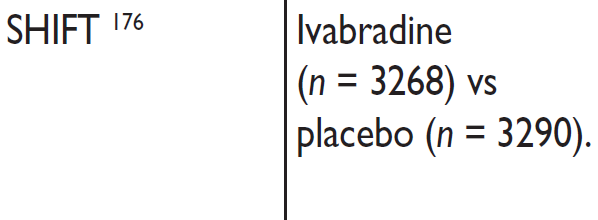 SHIFT 176
Ivabradine
(n = 3268) vs
placebo (n = 3290).